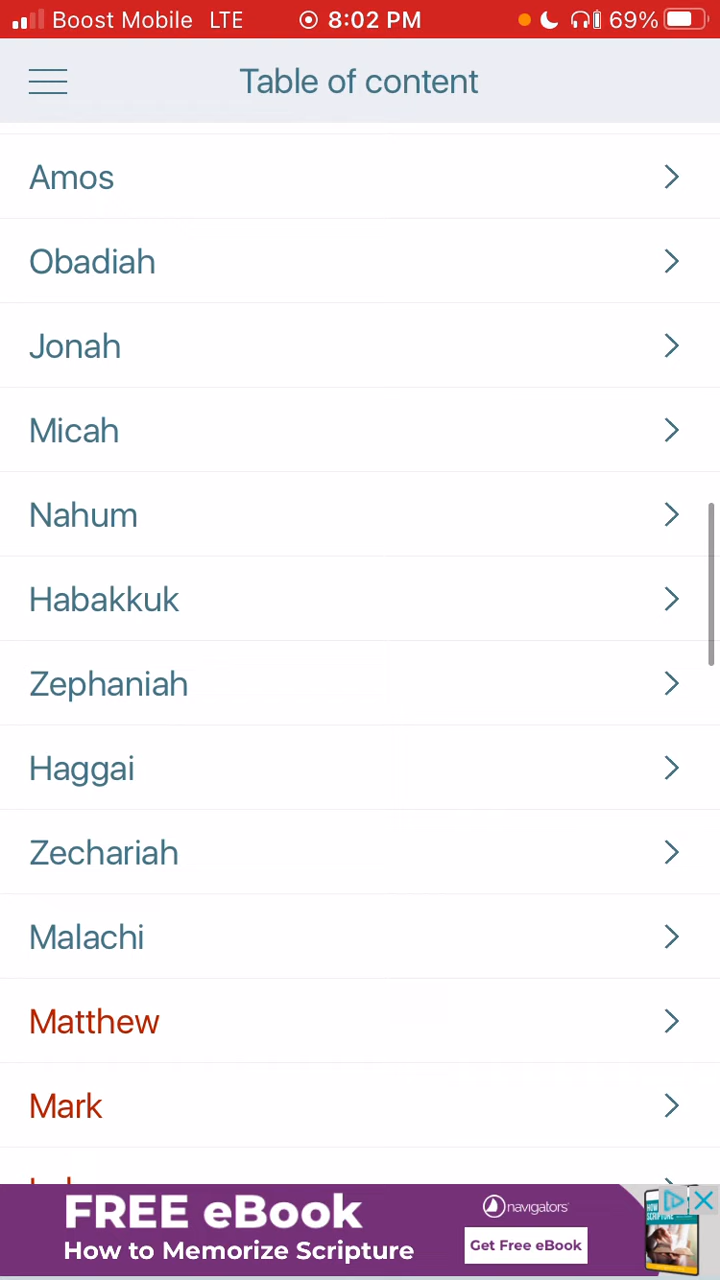 Boost Mobile LTE 8:02 PM 69%
Table of content
Amos
Obadiah
Jonah
Micah
Nahum
Habakkuk
Zephaniah
Haggai
Zechariah
Malachi
Matthew
Mark
FREE eBook
How to Memorize Scripture
navigators
Get Free eBook